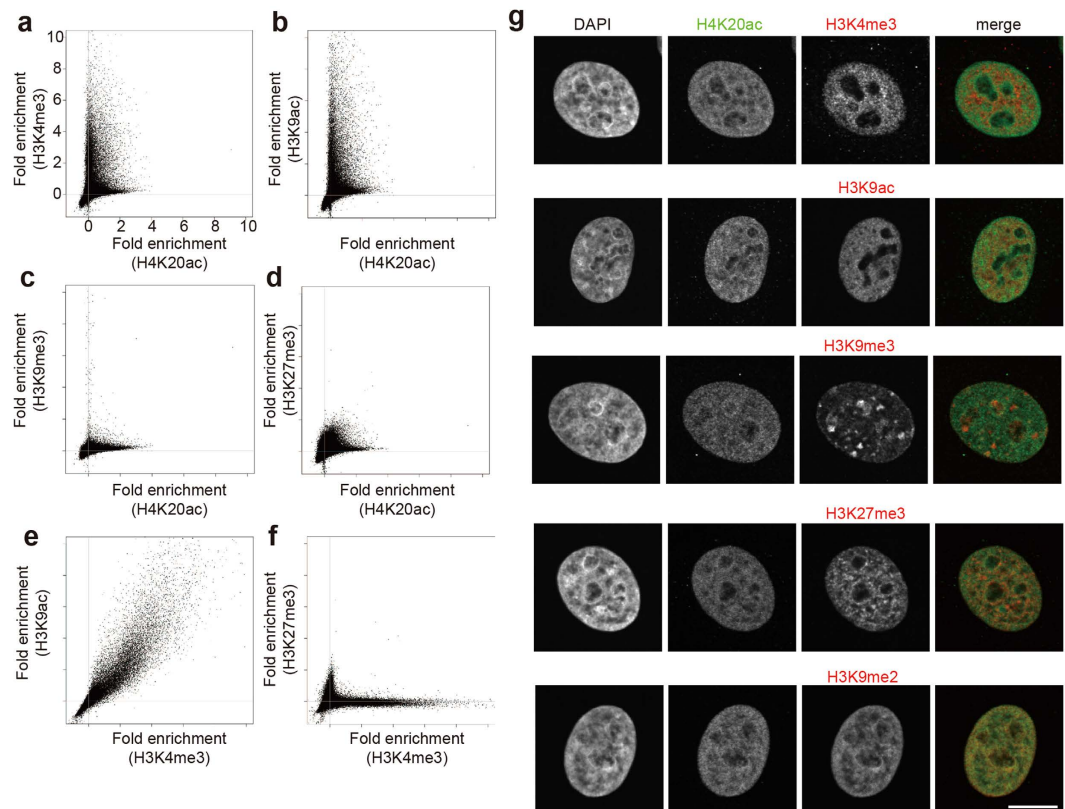 a
10
8
6
4
2
0
Fold enrichment
(H3K4me3)
0 2 4 6 8 10
Fold enrichment
(H4K20ac)
b
Fold enrichment
(H3K9ac)
Fold enrichment
(H4K20ac)
c
Fold enrichment
(H3K9me3)
Fold enrichment
(H4K20ac)
d
Fold enrichment
(H3K27me3)
Fold enrichment
(H4K20ac)
e
Fold enrichment
(H3K9ac)
Fold enrichment
(H3K4me3)
f
Fold enrichment
(H3K27me3)
Fold enrichment
(H3K4me3)
g
DAPI H4K20ac H3K4me3 merge
H3K9ac
H3K9me3
H3K27me3
H3K9me2